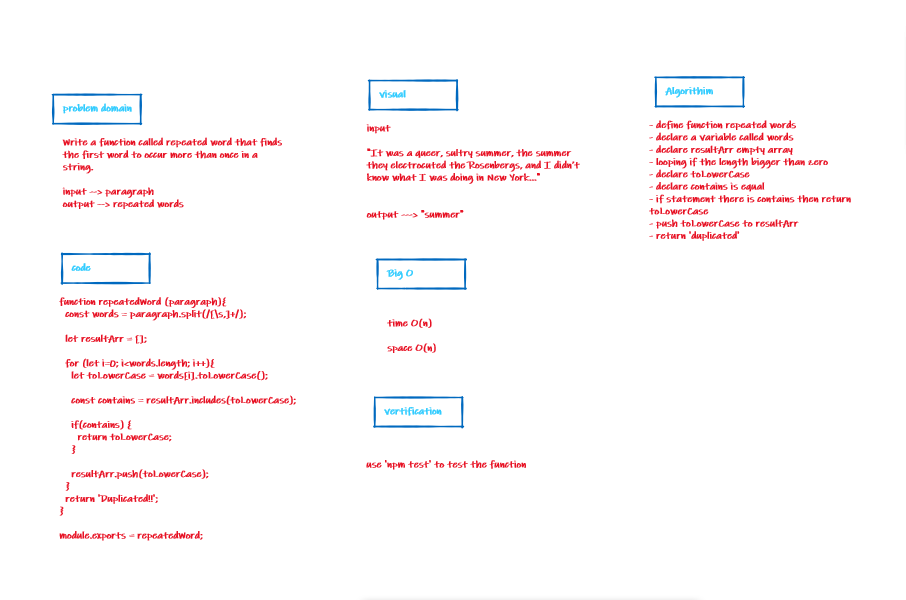 problem domain
Write a function called repeated word that finds
the first word to occur more than once in a
string.
input --> paragraph
output --> repeated words
code
function repeatedWord (paragraph){
const words = paragraph.split(/[\s,]+/);
let resultArr = [];
for (let i=0; i<words.length; i++){
let toLowerCase = words[i].toLowerCase();
const contains = resultArr.includes(toLowerCase);
if(contains) {
return toLowerCase;
}
resultArr.push(toLowerCase);
}
return 'Duplicated!!';
}
module.exports = repeatedWord;
visual
input
"It was a queer, sultry summer, the summer
they electrocuted the Rosenbergs, and I didn't
know what I was doing in New York..."
output ---> "summer"
Big O
time O(n)
space O(n)
vertification
use 'npm test' to test the function
Algorithim
- define function repeated words
- declare a variable called words
- declare resultArr empty array
- looping if the length bigger than zero
- declare toLowerCase
- declare contains is equal
- if statement there is contains then return
toLowerCase
- push toLowerCase to resultArr
- return 'duplicated'